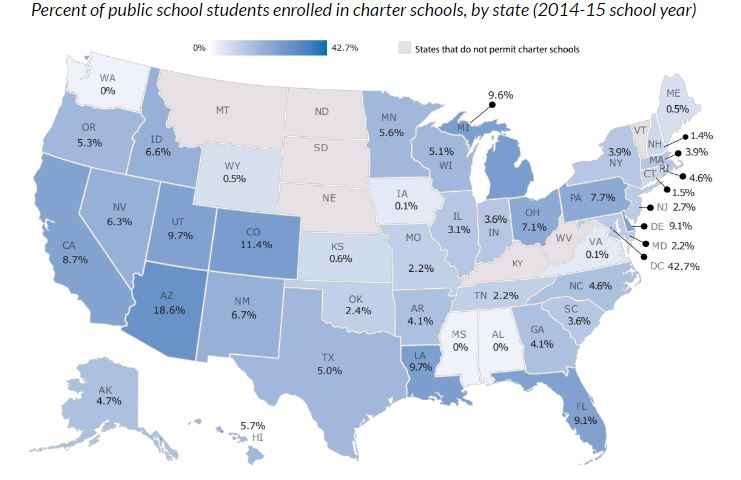 Percent of public school students enrolled in charter schools, by state (2014-15 school year)
0%
42.7%
States that do not permit charter schools
WA
0%
OR
5.3%
ID
6.6%
MT
ND
SD
NE
WY
0.5%
NV
6.3%
UT
9.7%
CO
11.4%
CA
8.7%
AZ
18.6%
NM
6.7%
KS
0.6%
OK
2.4%
TX
5.0%
MN
5.6%
IA
0.1%
MO
2.2%
AR
4.1%
LA
9.7%
5.1%
WI
9.6%
MI
IL
3.1%
3.6%
IN
OH
7.1%
KY
TN 2.2%
MS
0%
AL
0%
GA
4.1%
FL
9.1%
SC
3.6%
NC 4.6%
VA
0.1%
WV
PA 7.7%
3.9%
NY
VT
NH
1.4%
ME
0.5%
MA
3.9%
RI
4.6%
CT
1.5%
NJ 2.7%
DE 9.1%
MD 2.2%
DC 42.7%
AK
4.7%
5.7%
HI